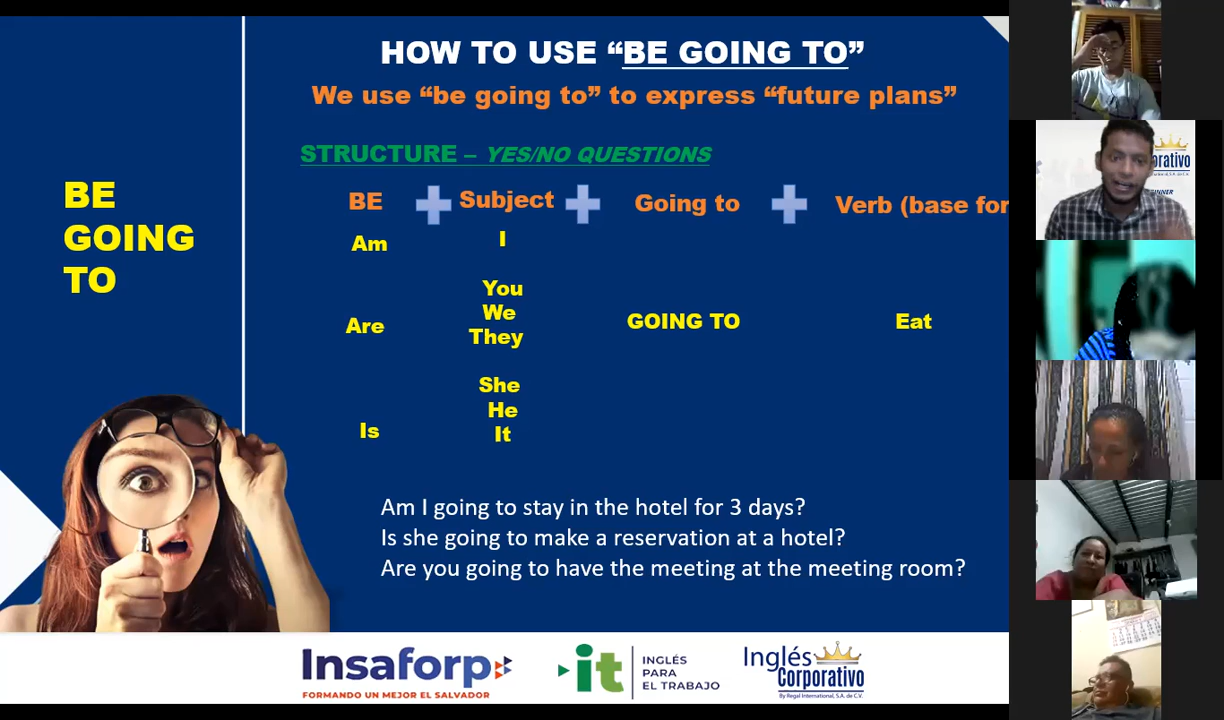 HOW TO USE “BE GOING TO”
We use “be going to” to express “future plans”
STRUCTURE – YES/NO QUESTIONS
BE
GOING
TO
BE Subject Going to Verb (base for
Am I
You
We
They
Are GOING TO Eat
She
He
It
Is
Am I going to stay in the hotel for 3 days?
Is she going to make a reservation at a hotel?
Are you going to have the meeting at the meeting room?
Insaforp
FORMANDO UN MEJOR EL SALVADOR
it
INGLÉS
PARA
EL TRABAJO
Inglés
Corporativo
By Regal International, S.A. de C.V.
orativo